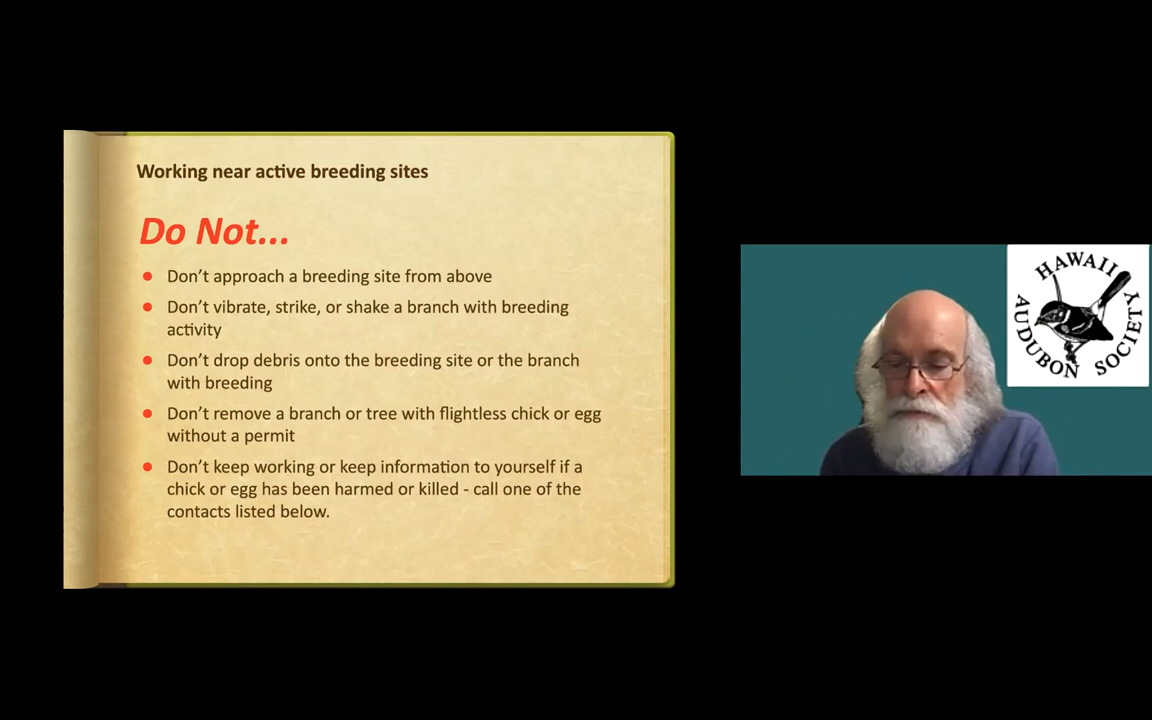 Working near active breeding sites
Do Not...
● Don’t approach a breeding site from above
● Don’t vibrate, strike, or shake a branch with breeding
activity
● Don’t drop debris onto the breeding site or the branch
with breeding
● Don’t remove a branch or tree with flightless chick or egg
without a permit
● Don’t keep working or keep information to yourself if a
chick or egg has been harmed or killed - call one of the
contacts listed below.
HAWAII
AUDUBON SOCIETY